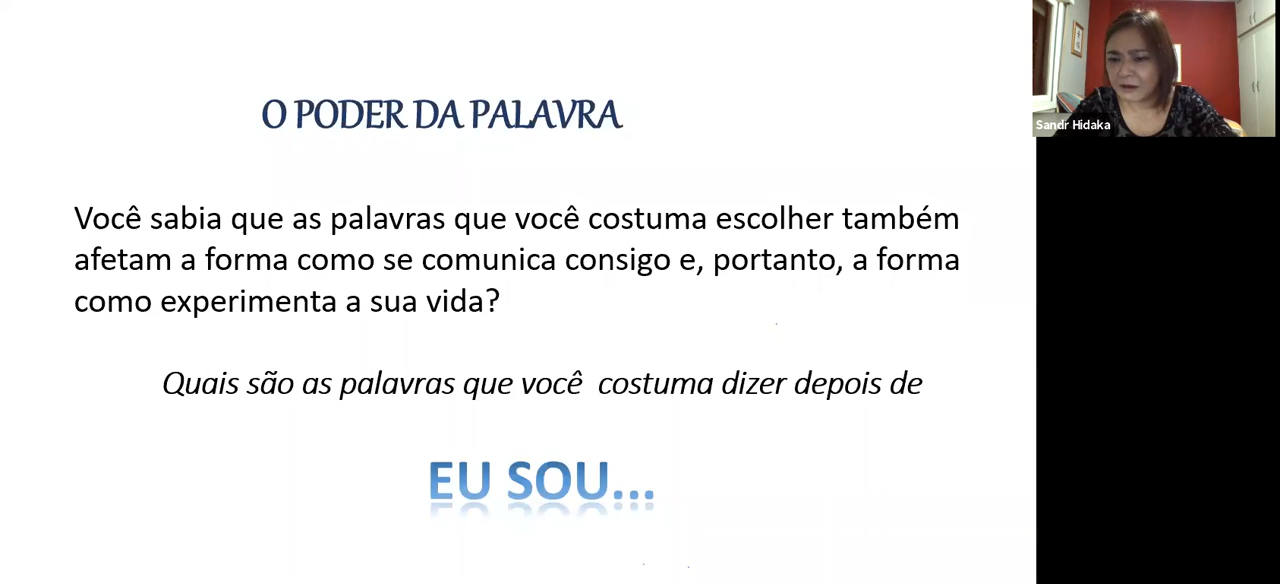 O PODER DA PALAVRA
Você sabia que as palavras que você costuma escolher também
afetam a forma como se comunica consigo e, portanto, a forma
como experimenta a sua vida?
Quais são as palavras que você costuma dizer depois de
EU SOU...
Sandr Hidaka